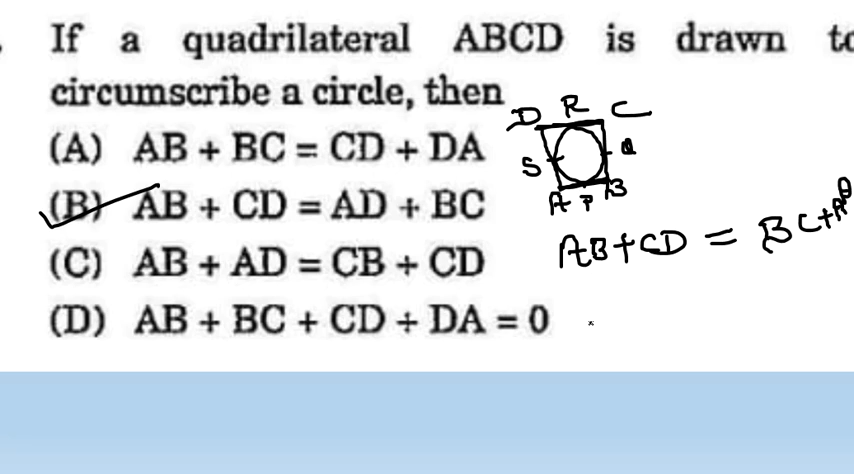 If a quadrilateral ABCD is drawn to
circumscribe a circle, then
(A) AB + BC = CD + DA
(B) AB + CD = AD + BC
(C) AB + AD = CB + CD
(D) AB + BC + CD + DA = 0
D R C
S Q
A P B
AB+CD = BC+AD